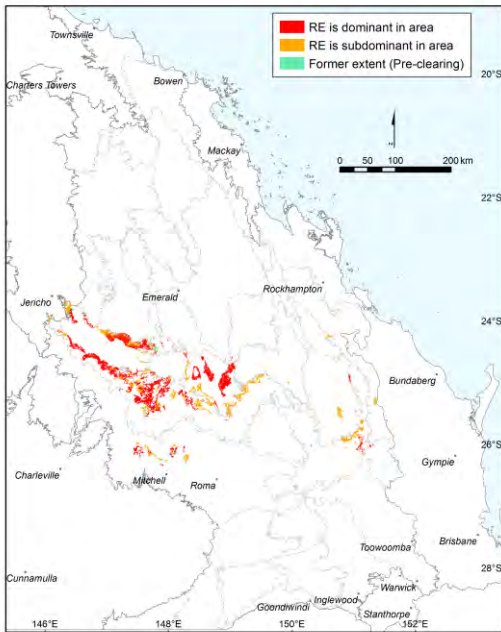 RE is dominant in area
RE is subdominant in area
Former extent (Pre-clearing)
Townsville
Charters Towers
Bowen
20°S
Mackay
0 50 100 200 km
22°S
Rockhampton
Emerald
Jericho
24°S
Bundaberg
26°S
Gympie
Charleville
Mitchell
Roma
Brisbane
Toowoomba
Cunnamulla
Warwick
28°S
Goondiwindi
Inglewood
Stanthorpe
146°E
148°E
150°E
152°E